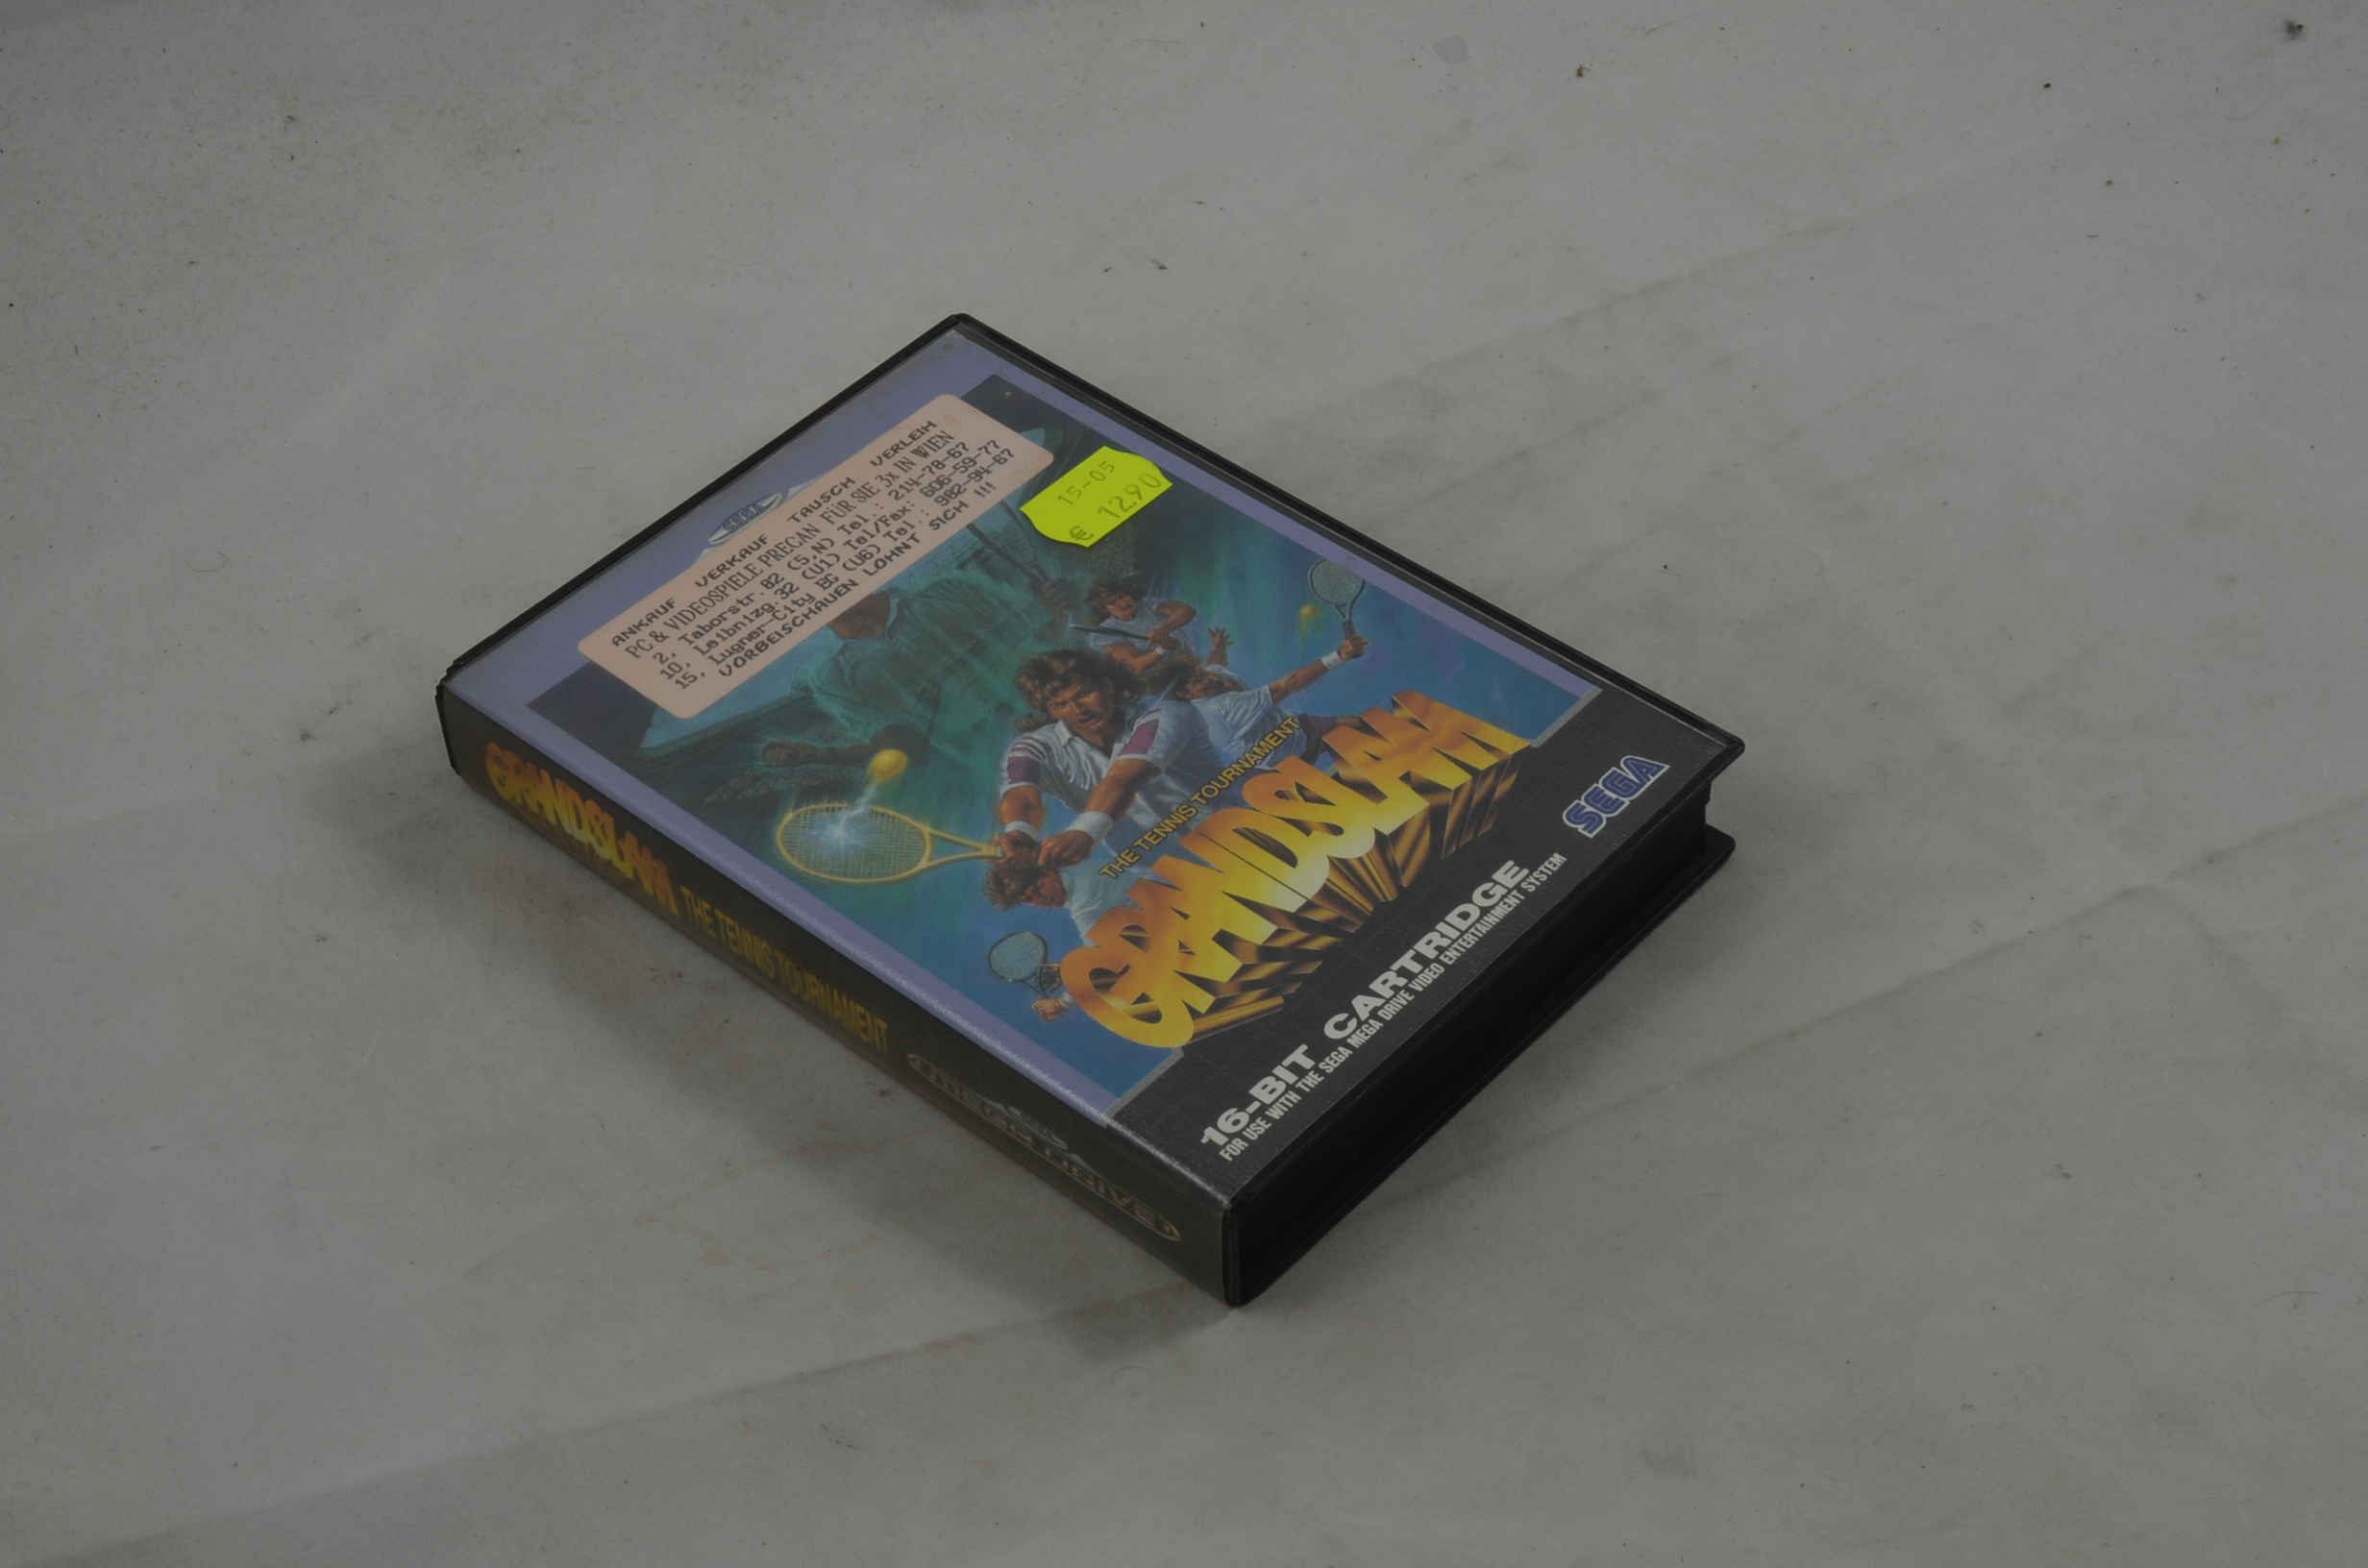 SEGA
ANKAUF VERKAUF TAUSCH VERLEIH
PC & VIDEOSPIELE PRECAN FÜR SIE 3x IN WIEN
2, Taborstr.82 (S,N) Tel.: 214-78-67
10, Leibnizg.32 (U1) Tel/Fax: 606-59-77
15, Lugner-City EG (U6) Tel.: 982-94-67
VORBEISCHAUEN LOHNT SICH !!!
15-05
€ 12.90
THE TENNIS TOURNAMENT
GRANDSLAM
SEGA
16-BIT CARTRIDGE
FOR USE WITH THE SEGA MEGA DRIVE VIDEO ENTERTAINMENT SYSTEM
GRANDSLAM THE TENNIS TOURNAMENT
MEGA DRIVE